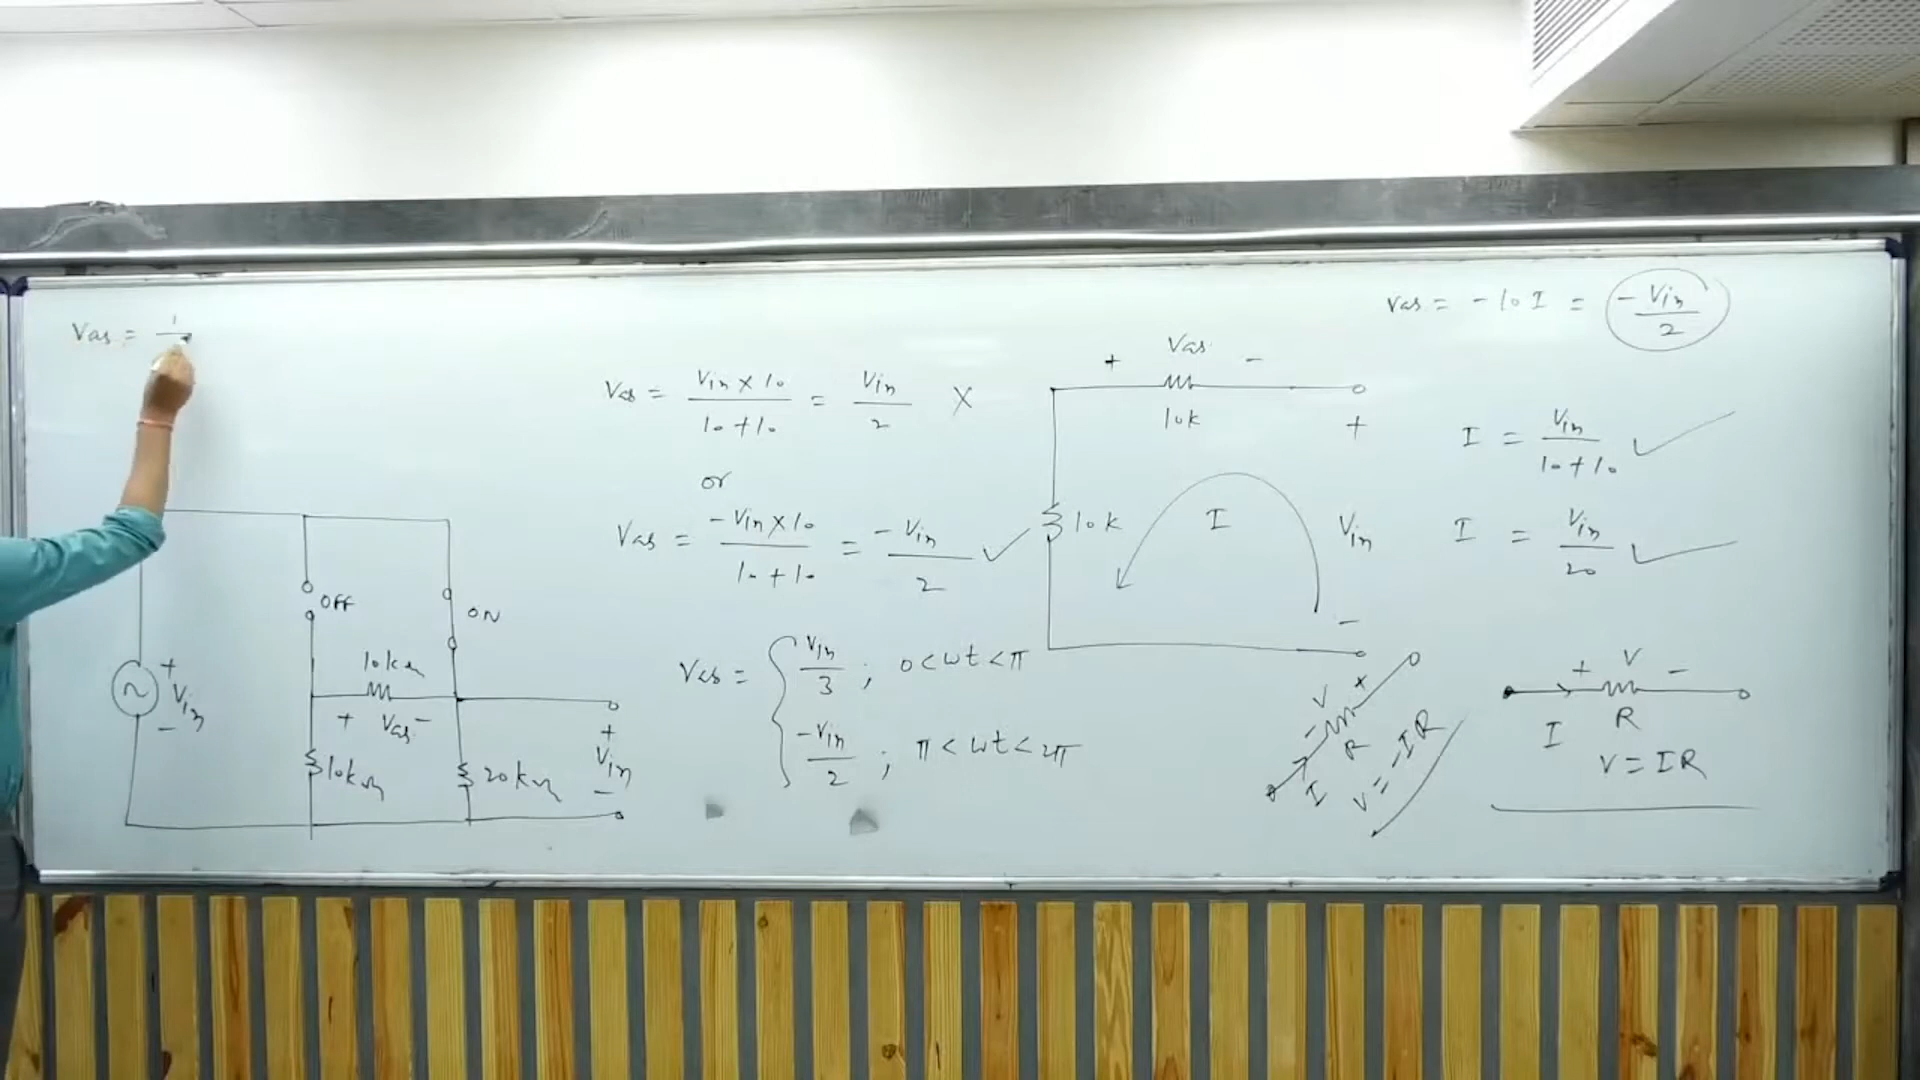 Vas = 1/
OFF
ON
10kΩ
+ Vas -
+
Vin
-
10kΩ
20kΩ
+
Vin
-
Vas = Vin x 10 / 10 + 10 = Vin / 2 X
or
Vas = -Vin x 10 / 10 + 10 = -Vin / 2 ✓
Vas = { Vin / 3 ; 0 < ωt < π
-Vin / 2 ; π < ωt < 2π
+ Vas -
10k
10k
I
+
Vin
-
Vas = -10I = -Vin / 2
I = Vin / 10 + 10 ✓
I = Vin / 20 ✓
- V +
R
I
V = -IR
+ V -
I
R
V = IR